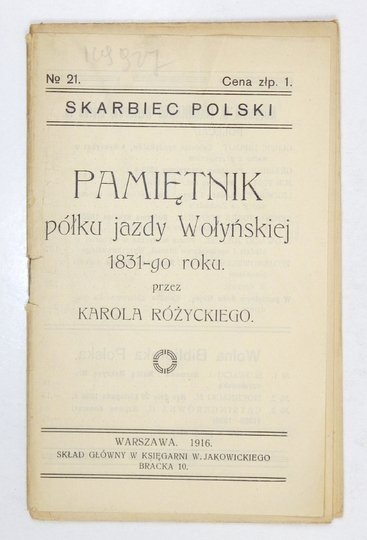 № 21.
Cena złp. 1.
SKARBIEC POLSKI
PAMIĘTNIK
półku jazdy Wołyńskiej
1831-go roku.
przez
KAROLA RÓŻYCKIEGO.
WARSZAWA. 1916.
SKŁAD GŁÓWNY W KSIĘGARNI W. JAKOWICKIEGO
BRACKA 10.